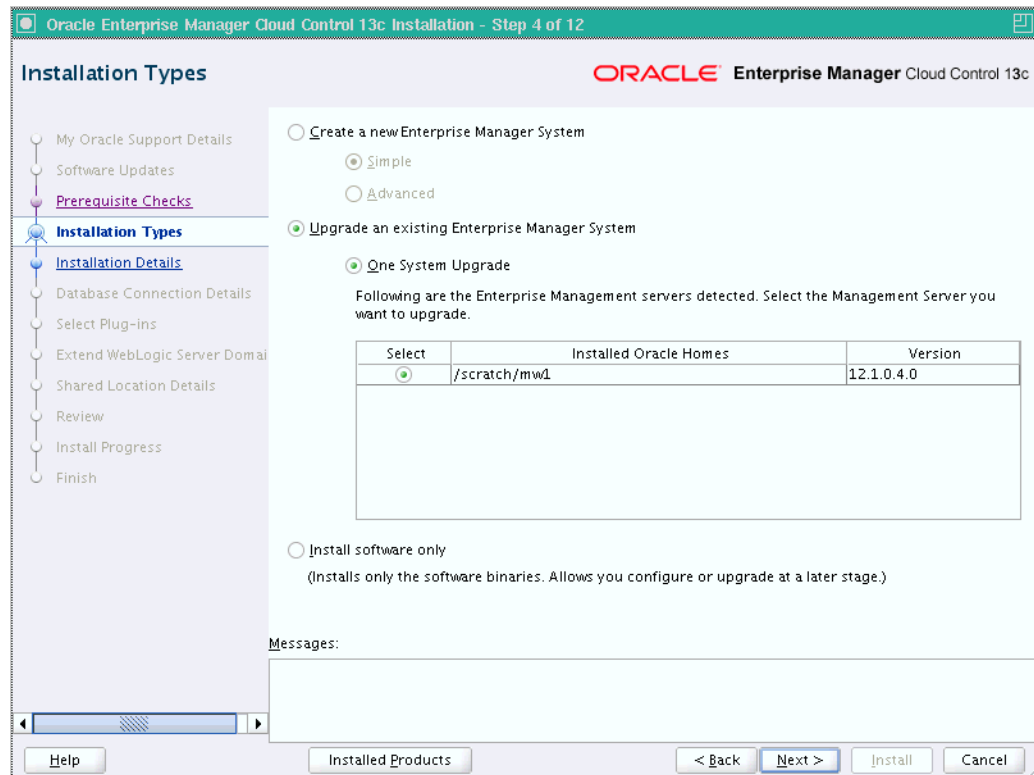 Oracle Enterprise Manager Cloud Control 13c Installation - Step 4 of 12
Installation Types
ORACLE Enterprise Manager Cloud Control 13c
My Oracle Support Details
Software Updates
Prerequisite Checks
Installation Types
Installation Details
Database Connection Details
Select Plug-ins
Extend WebLogic Server Domai
Shared Location Details
Review
Install Progress
Finish
Create a new Enterprise Manager System
Simple
Advanced
Upgrade an existing Enterprise Manager System
One System Upgrade
Following are the Enterprise Management servers detected. Select the Management Server you
want to upgrade.
Select Installed Oracle Homes Version
/scratch/mw1 12.1.0.4.0
Install software only
(Installs only the software binaries. Allows you configure or upgrade at a later stage.)
Messages:
Help Installed Products < Back Next > Install Cancel